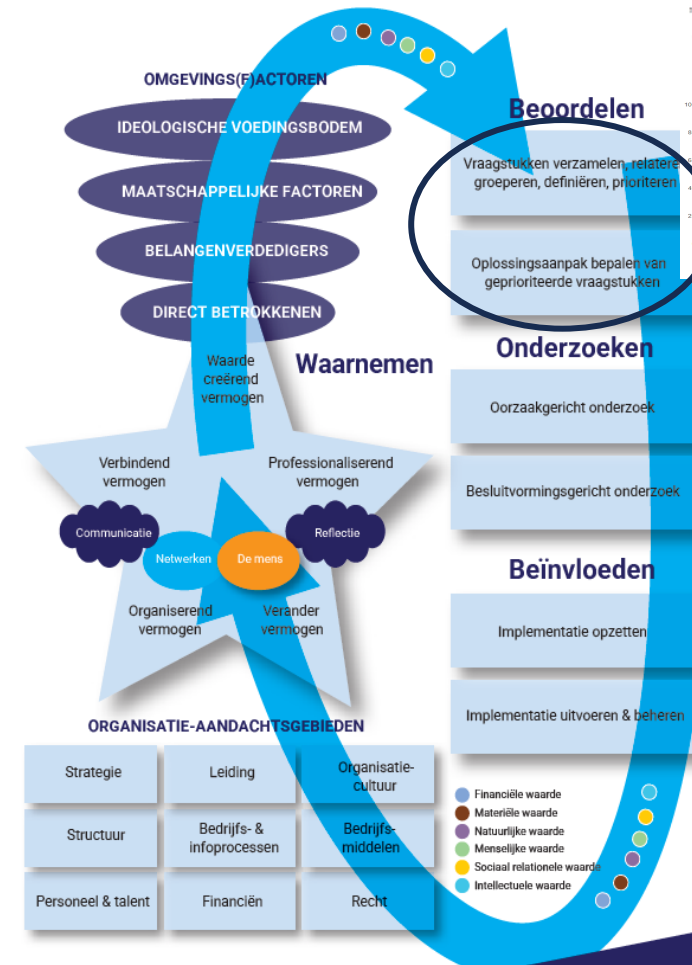 OMGEVINGS(F)ACTOREN
IDEOLOGISCHE VOEDINGSBODEM
MAATSCHAPPELIJKE FACTOREN
BELANGENVERDEDIGERS
DIRECT BETROKKENEN
Waarde
creërend
vermogen
Waarnemen
Verbindend
vermogen
Professionaliserend
vermogen
Communicatie
Reflectie
Netwerken
De mens
Organiserend
vermogen
Verander
vermogen
ORGANISATIE-AANDACHTSGEBIEDEN
Strategie
Leiding
Organisatie-
cultuur
Structuur
Bedrijfs- &
infoprocessen
Bedrijfs-
middelen
Personeel & talent
Financiën
Recht
Beoordelen
Vraagstukken verzamelen, relatere
groeperen, definiëren, prioriteren
Oplossingsaanpak bepalen van
geprioriteerde vraagstukken
Onderzoeken
Oorzaakgericht onderzoek
Besluitvormingsgericht onderzoek
Beïnvloeden
Implementatie opzetten
Implementatie uitvoeren & beheren
Financiële waarde
Materiële waarde
Natuurlijke waarde
Menselijke waarde
Sociaal relationele waarde
Intellectuele waarde